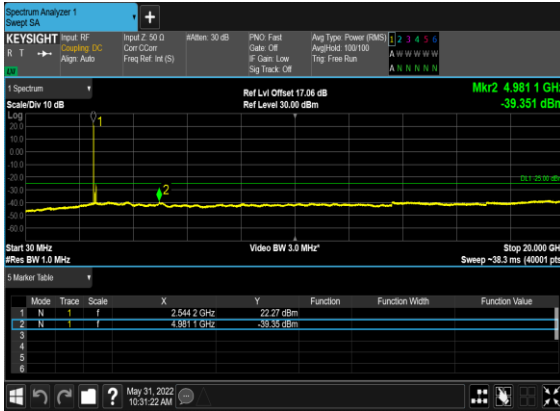 Spectrum Analyzer 1
Swept SA
+
KEYSIGHT Input: RF Input Z: 50 Ω #Atten: 30 dB PNO: Fast Avg Type: Power (RMS) 1 2 3 4 5 6
R T Coupling: DC Corr CCorr Gate: Off Avg|Hold: 100/100 A W W W W W
Align: Auto Freq Ref: Int (S) IF Gain: Low Trig: Free Run
LXI Sig Track: Off A N N N N N
1 Spectrum Ref Lvl Offset 17.06 dB Mkr2 4.981 1 GHz
Scale/Div 10 dB Ref Level 30.00 dBm -39.351 dBm
Log
20.0
10.0
0.00
-10.0
-20.0
-30.0
-40.0
-50.0
-60.0
1
2
DL1 -25.00 dBm
Start 30 MHz Video BW 3.0 MHz* Stop 20.000 GHz
#Res BW 1.0 MHz Sweep ~38.3 ms (40001 pts)
5 Marker Table
Mode Trace Scale X Y Function Function Width Function Value
1 N 1 f 2.544 2 GHz 22.27 dBm
2 N 1 f 4.981 1 GHz -39.35 dBm
3
4
5
6
? May 31, 2022
10:31:22 AM